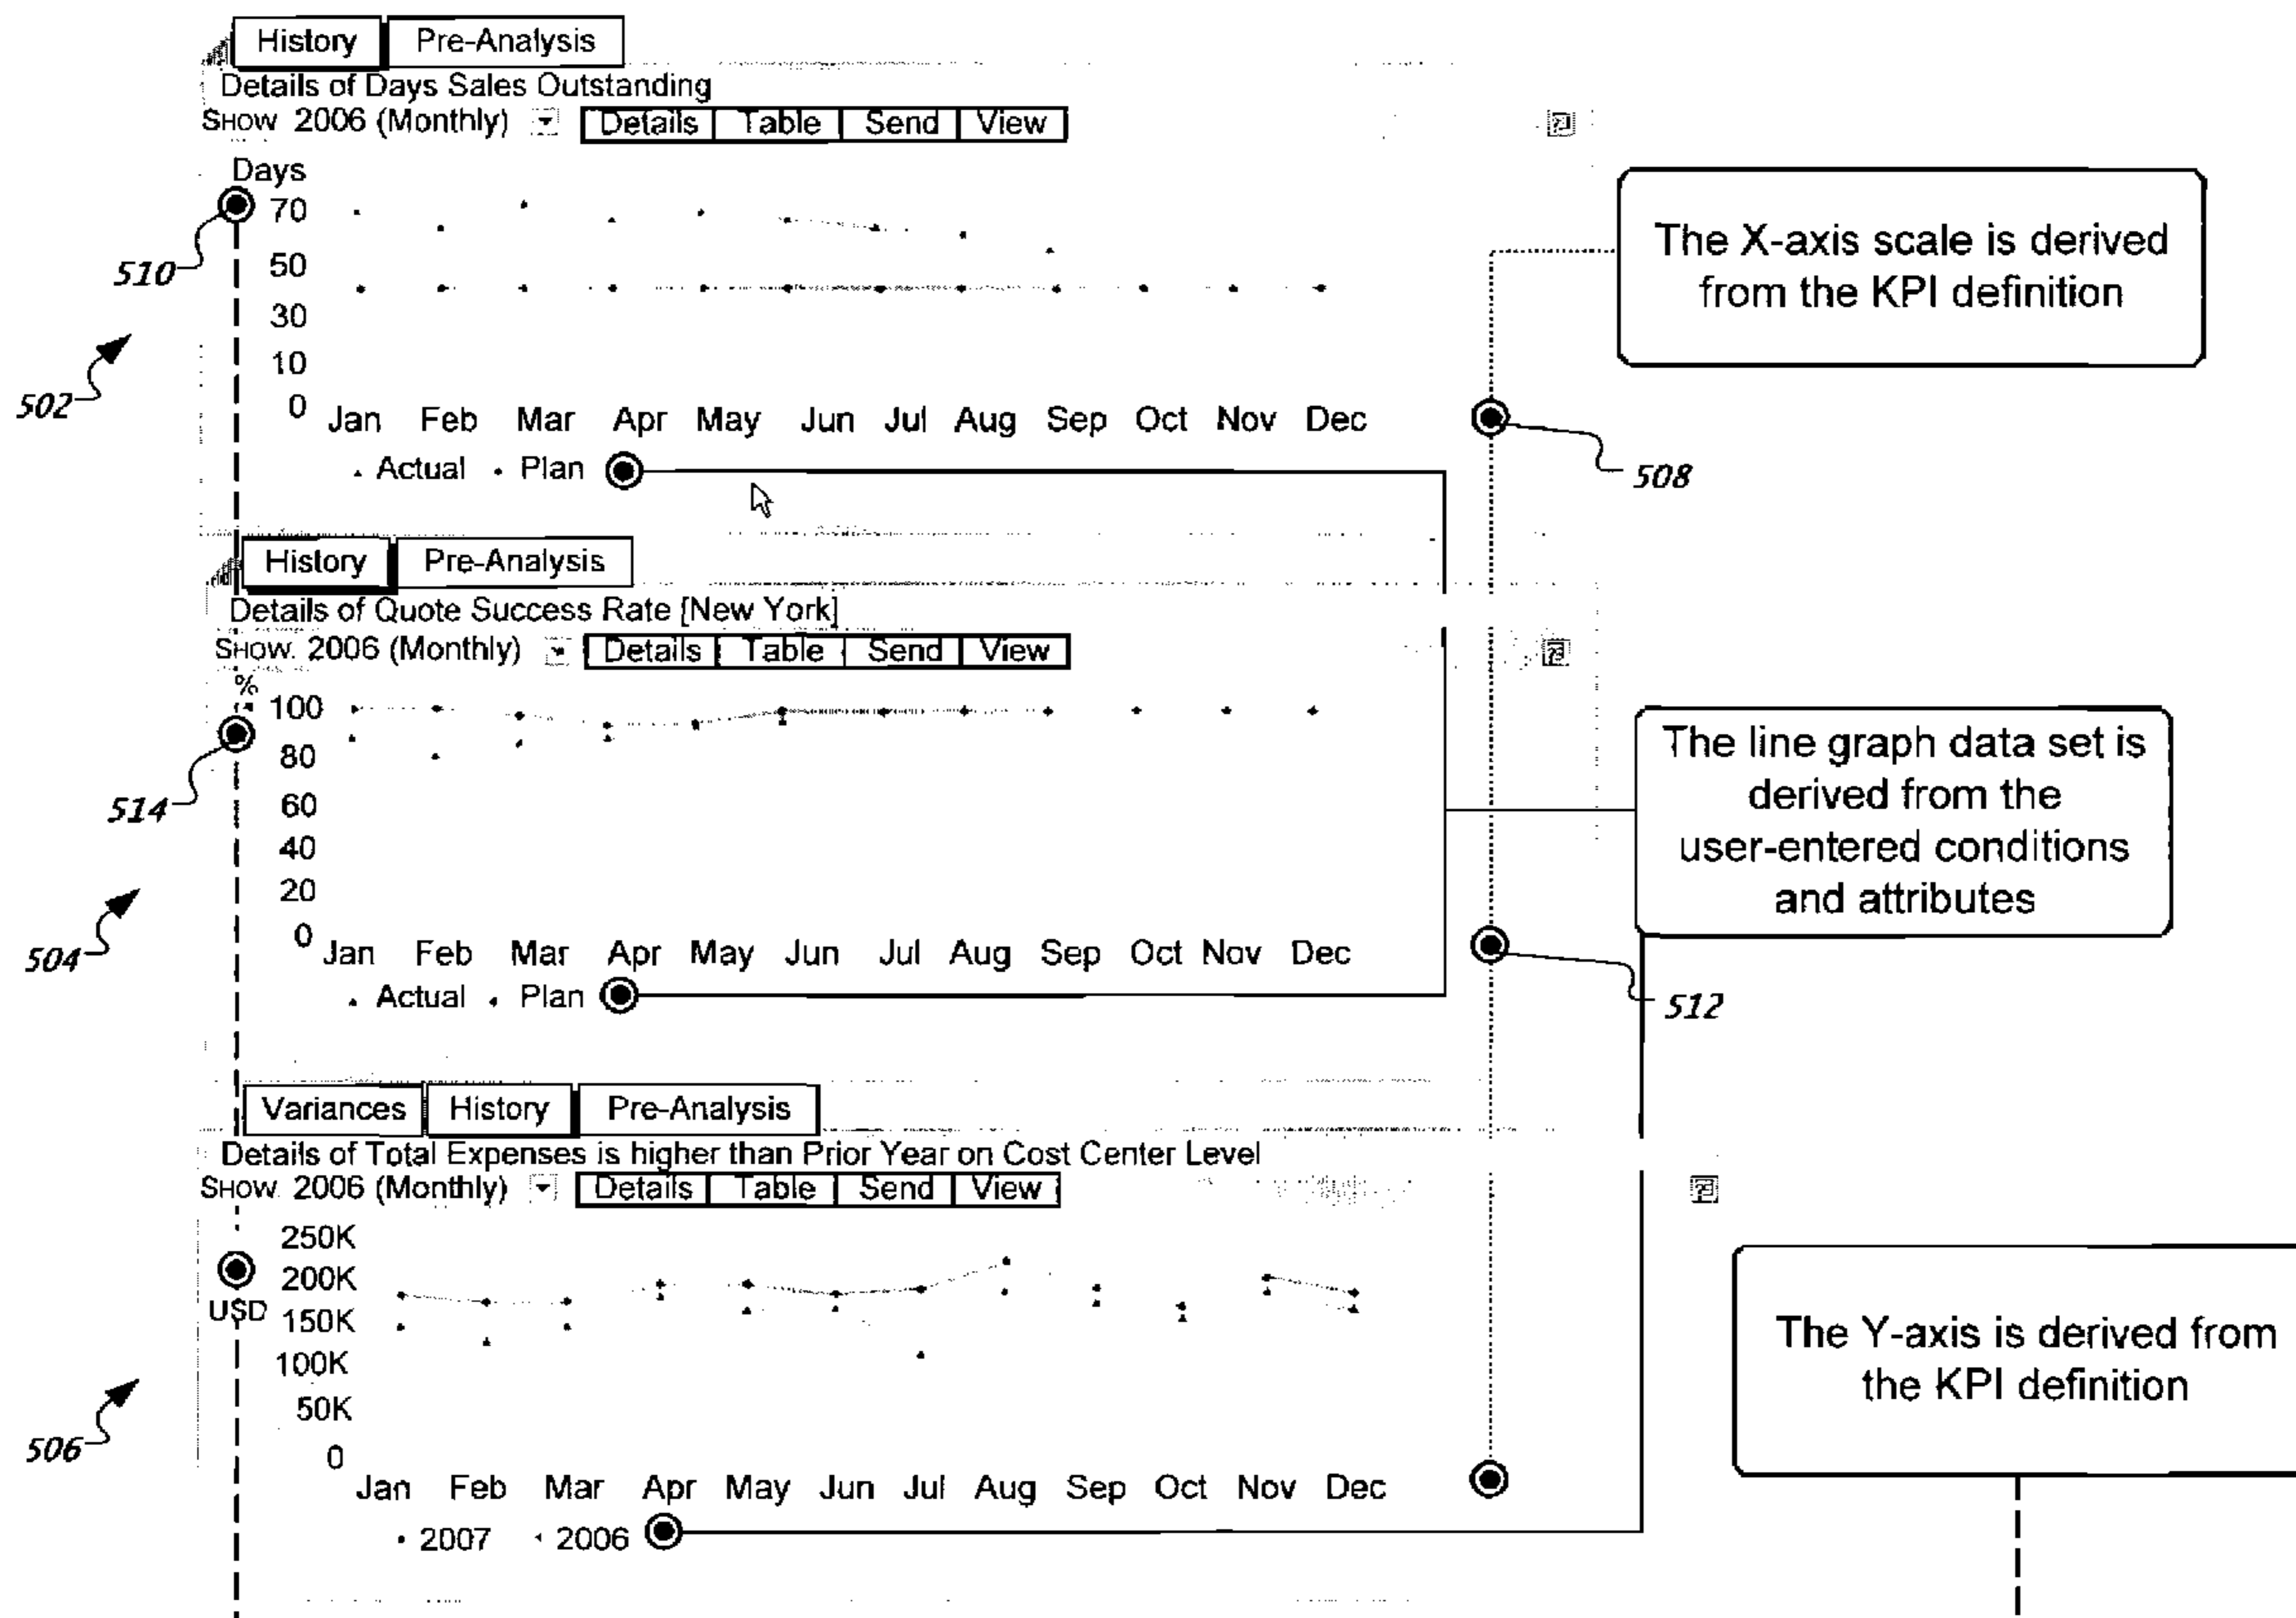 History Pre-Analysis
Details of Days Sales Outstanding
SHOW 2006 (Monthly) Details Table Send View
Days
70
510
50
30
10
502
0
Jan Feb Mar Apr May Jun Jul Aug Sep Oct Nov Dec
Actual Plan
The X-axis scale is derived
from the KPI definition
508
History Pre-Analysis
Details of Quote Success Rate [New York]
SHOW. 2006 (Monthly) Details Table Send View
%
100
80
514
60
40
20
504
0
Jan Feb Mar Apr May Jun Jul Aug Sep Oct Nov Dec
Actual Plan
The line graph data set is
derived from the
user-entered conditions
and attributes
512
Variances History Pre-Analysis
Details of Total Expenses is higher than Prior Year on Cost Center Level
SHOW 2006 (Monthly) Details Table Send View
250K
200K
USD
150K
100K
50K
506
0
Jan Feb Mar Apr May Jun Jul Aug Sep Oct Nov Dec
2007 2006
The Y-axis is derived from
the KPI definition